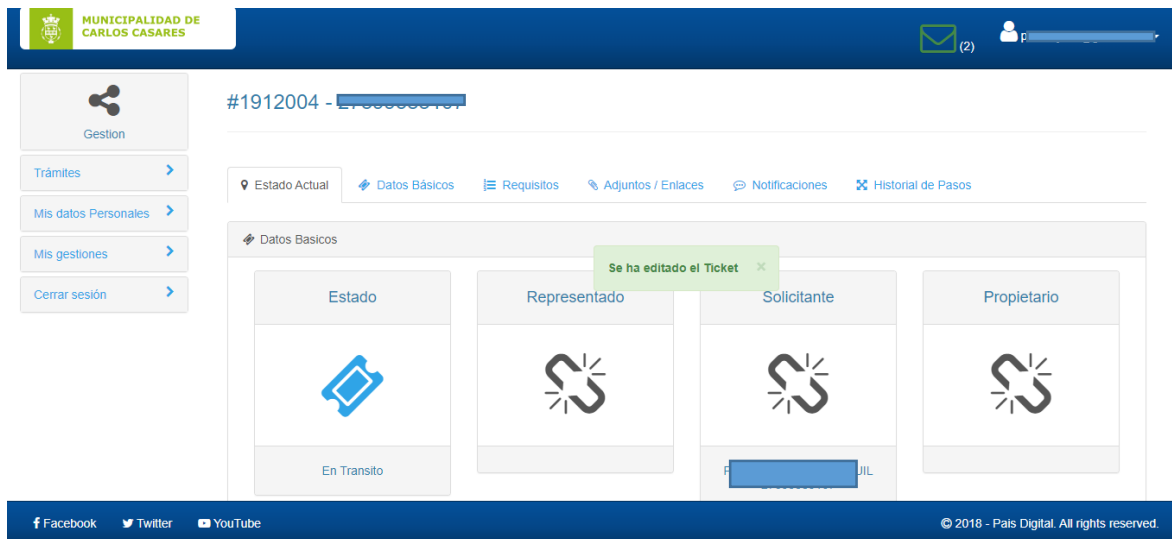 MUNICIPALIDAD DE
CARLOS CASARES
(2)
#1912004 -
Gestion
Trámites
Mis datos Personales
Mis gestiones
Cerrar sesión
Estado Actual
Datos Básicos
Requisitos
Adjuntos / Enlaces
Notificaciones
Historial de Pasos
Datos Basicos
Se ha editado el Ticket ×
Estado
Representado
Solicitante
Propietario
En Transito
Facebook
Twitter
YouTube
© 2018 - Pais Digital. All rights reserved.